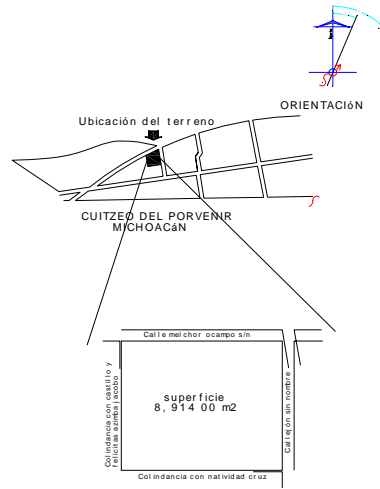 ORIENTACIóN
Ubicación del terreno
CUITZEO DEL PORVENIR
MICHOACáN
Calle melchor ocampo s/n
Colindancia con castillo y
felicitas azimba jacobo
superficie
8, 914 00 m2
Callejón sin nombre
Colindancia con natividad cruz